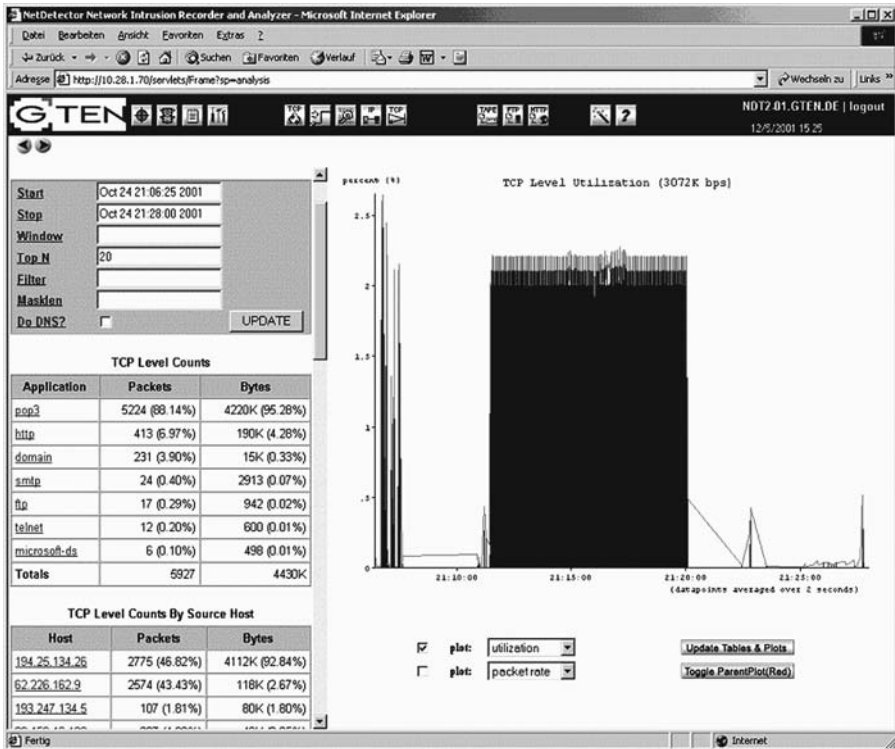 NetDetector Network Intrusion Recorder and Analyzer - Microsoft Internet Explorer
Datei Bearbeiten Ansicht Favoriten Extras ?
Zurück Suchen Favoriten Verlauf
Adresse http://10.28.1.70/servlets/Frame?sp=analysis Wechseln zu Links »
G TEN TCP IP TCP TAPE FTP HTTP ? NDT2.01.GTEN.DE | logout
12/5/2001 15 25
Start Oct 24 21:06:25 2001
Stop Oct 24 21:28:00 2001
Window
Top N 20
Filter
Masklen
Do DNS? UPDATE
TCP Level Counts
Application Packets Bytes
pop3 5224 (88.14%) 4220K (95.28%)
http 413 (6.97%) 190K (4.28%)
domain 231 (3.90%) 15K (0.33%)
smtp 24 (0.40%) 2913 (0.07%)
ftp 17 (0.29%) 942 (0.02%)
telnet 12 (0.20%) 600 (0.01%)
microsoft-ds 6 (0.10%) 498 (0.01%)
Totals 5927 4430K
TCP Level Counts By Source Host
Host Packets Bytes
194.25.134.26 2775 (46.82%) 4112K (92.84%)
62.226.162.9 2574 (43.43%) 118K (2.67%)
193.247.134.5 107 (1.81%) 80K (1.80%)
percent (%) TCP Level Utilization (3072K bps)
2.5
2
1.5
1
.5
0
21:10:00 21:15:00 21:20:00 21:25:00
(datapoints averaged over 2 seconds)
plot: utilization Update Tables & Plots
plot: packet rate Toggle ParentPlot(Red)
Fertig Internet